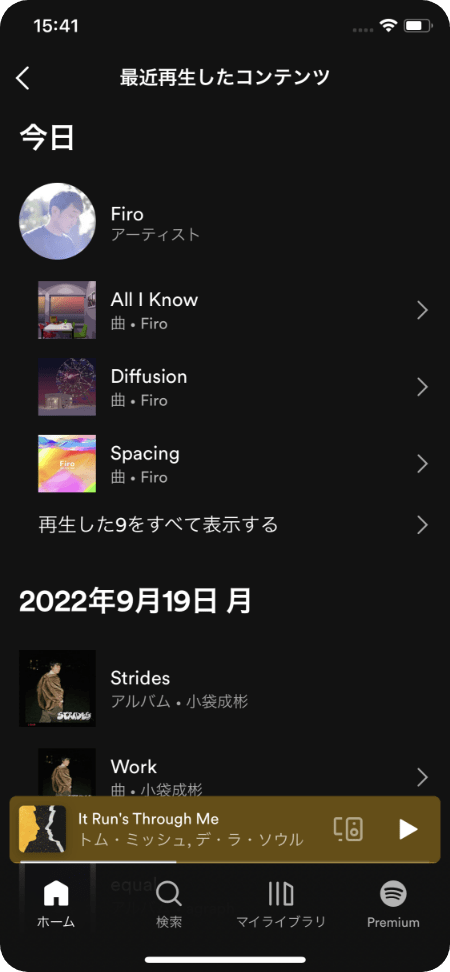 15:41
最近再生したコンテンツ
今日
Firo
アーティスト
All I Know
曲 • Firo
Diffusion
曲 • Firo
Firo
Spacing
曲 • Firo
再生した9をすべて表示する
2022年9月19日 月
Strides
アルバム • 小袋成彬
STRIDES
Work
曲 • 小袋成彬
It Run's Through Me
トム・ミッシュ, デ・ラ・ソウル
equal
ホーム
検索
マイライブラリ
Premium